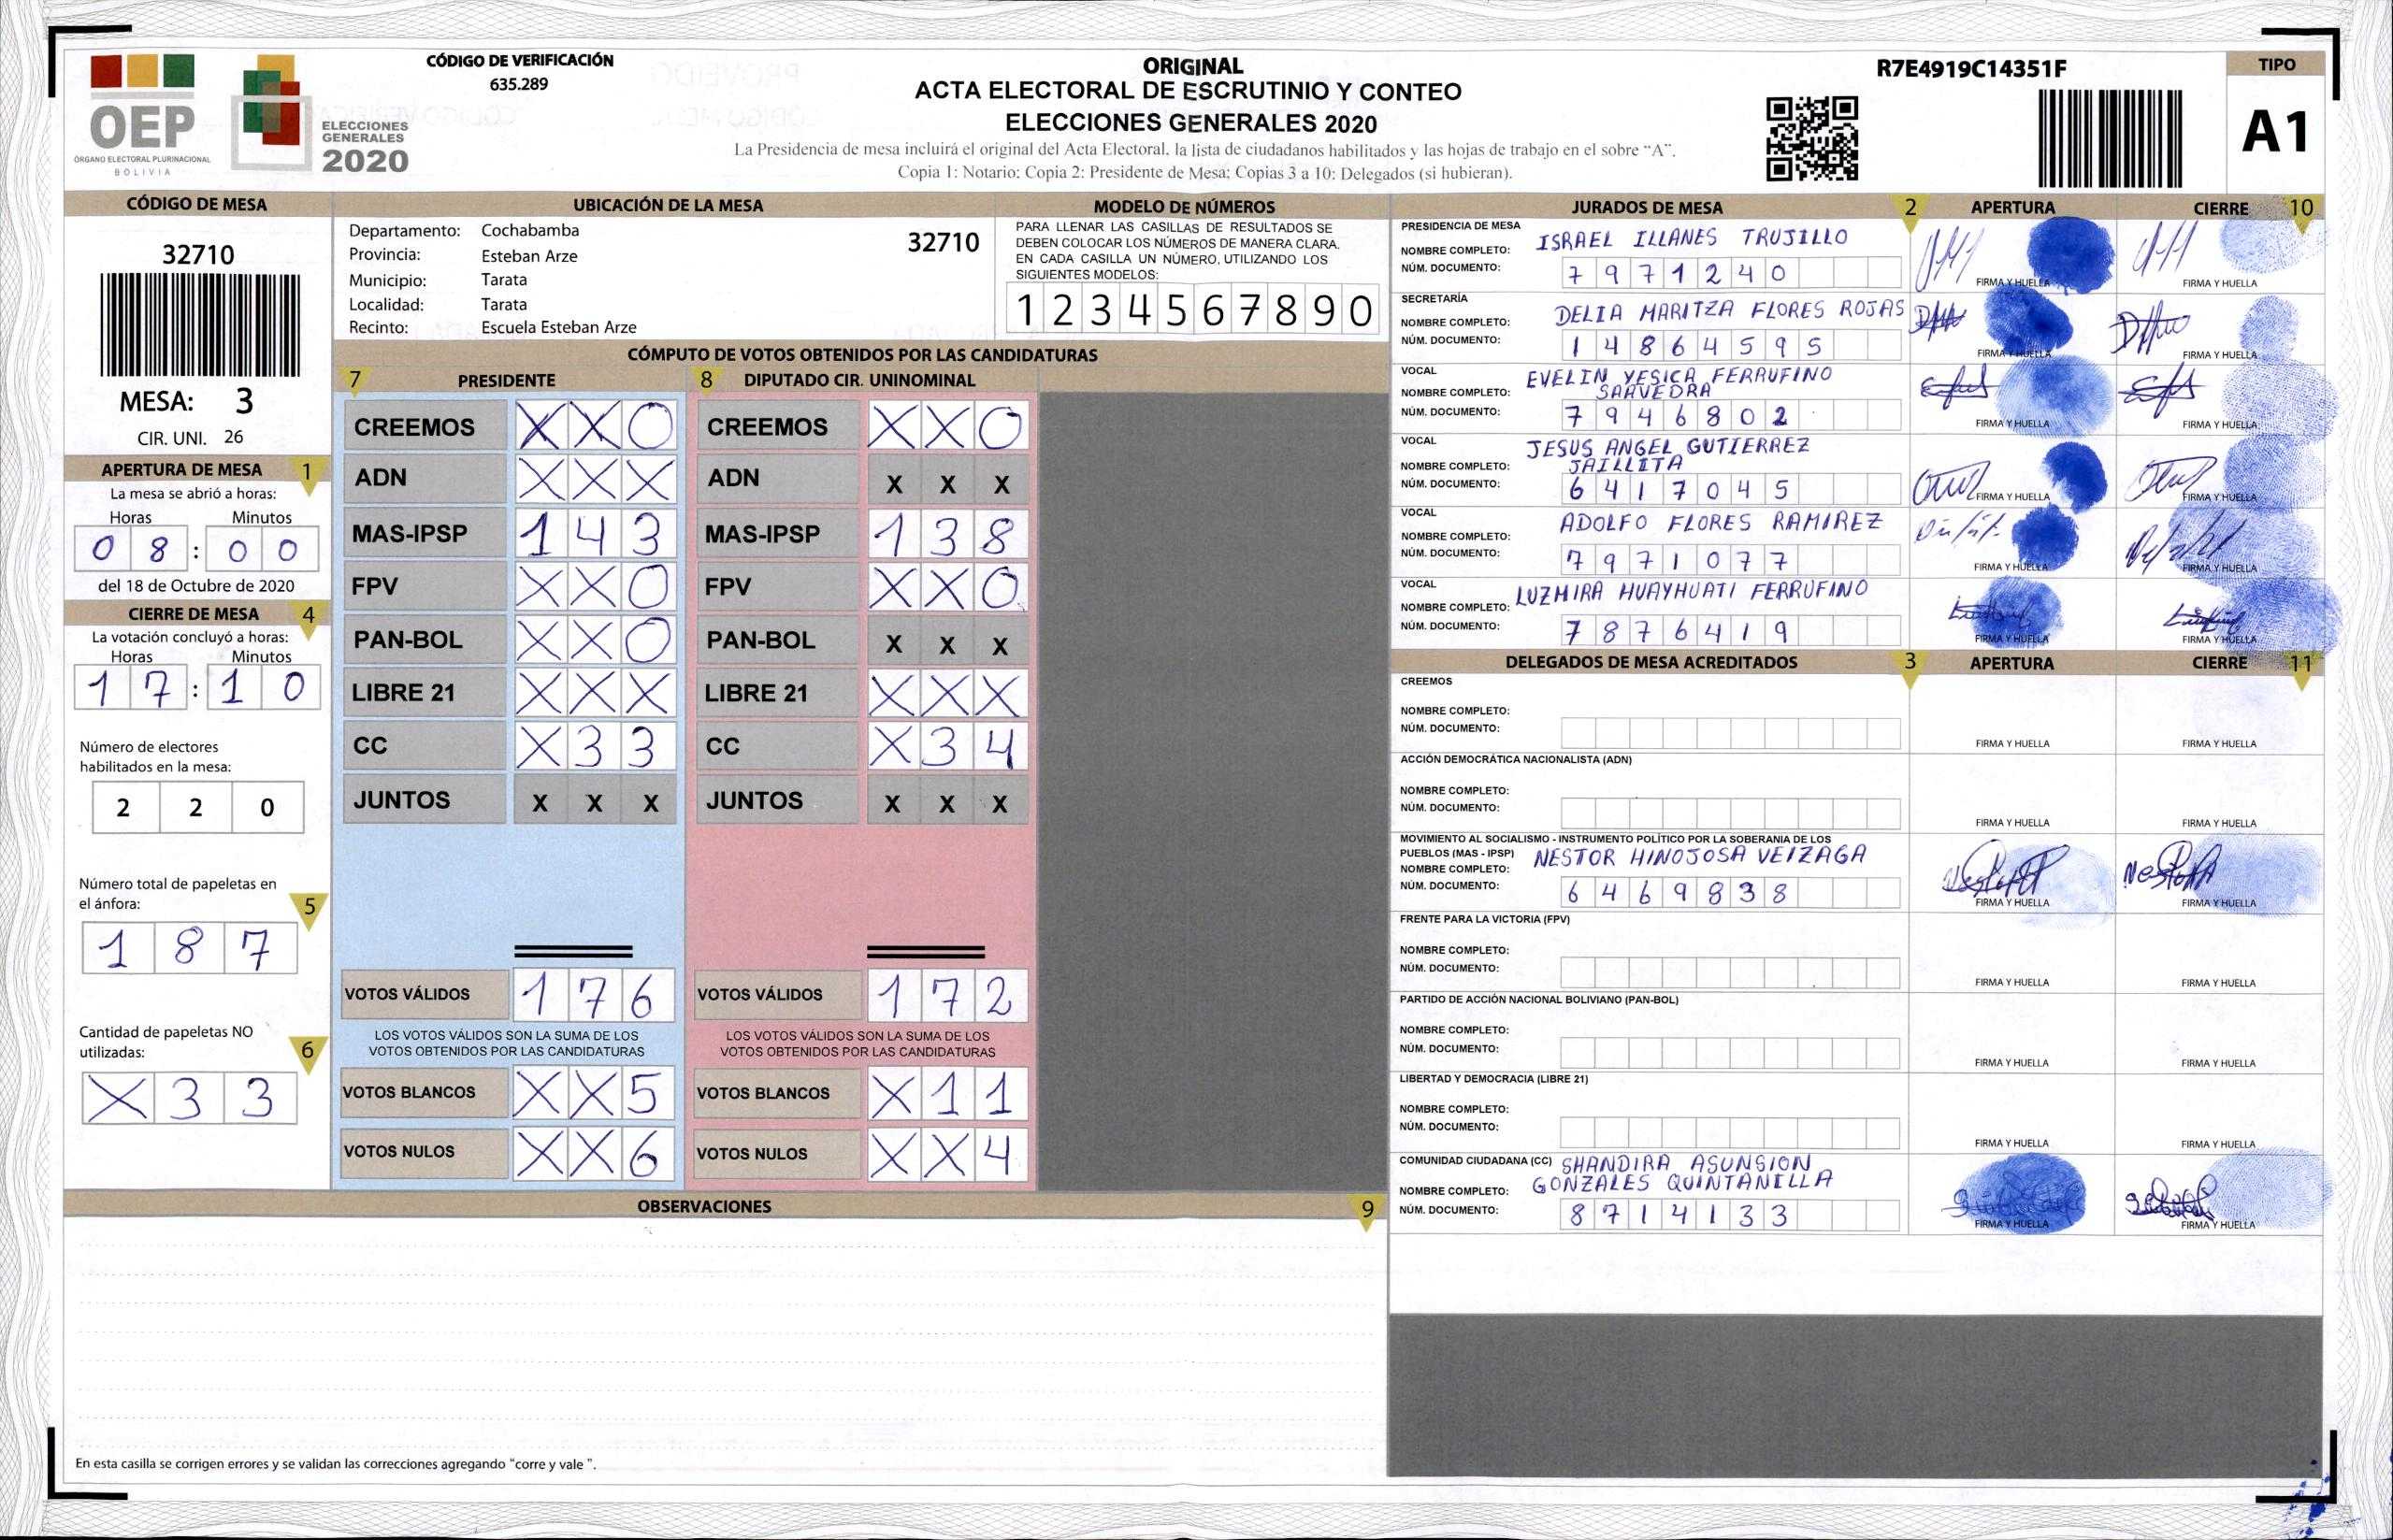 CÓDIGO DE VERIFICACIÓN
635.289
ORIGINAL
ACTA ELECTORAL DE ESCRUTINIO Y CONTEO
ELECCIONES GENERALES 2020
La Presidencia de mesa incluirá el original del Acta Electoral, la lista de ciudadanos habilitados y las hojas de trabajo en el sobre “A”.
Copia 1: Notario; Copia 2: Presidente de Mesa; Copias 3 a 10: Delegados (si hubieran).
R7E4919C14351F
TIPO
A1
OEP
ÓRGANO ELECTORAL PLURINACIONAL
BOLIVIA
ELECCIONES
GENERALES
2020
CÓDIGO DE MESA
32710
MESA: 3
CIR. UNI. 26
APERTURA DE MESA 1
La mesa se abrió a horas:
Horas Minutos
0 8 : 0 0
del 18 de Octubre de 2020
CIERRE DE MESA 4
La votación concluyó a horas:
Horas Minutos
1 7 : 1 0
Número de electores
habilitados en la mesa:
2 2 0
Número total de papeletas en
el ánfora: 5
1 8 7
Cantidad de papeletas NO
utilizadas: 6
X 3 3
UBICACIÓN DE LA MESA
Departamento: Cochabamba 32710
Provincia: Esteban Arze
Municipio: Tarata
Localidad: Tarata
Recinto: Escuela Esteban Arze
MODELO DE NÚMEROS
PARA LLENAR LAS CASILLAS DE RESULTADOS SE
DEBEN COLOCAR LOS NÚMEROS DE MANERA CLARA.
EN CADA CASILLA UN NÚMERO, UTILIZANDO LOS
SIGUIENTES MODELOS:
1 2 3 4 5 6 7 8 9 0
CÓMPUTO DE VOTOS OBTENIDOS POR LAS CANDIDATURAS
7 PRESIDENTE 8 DIPUTADO CIR. UNINOMINAL
CREEMOS X X 0 CREEMOS X X 0
ADN X X X ADN X X X
MAS-IPSP 1 4 3 MAS-IPSP 1 3 8
FPV X X 0 FPV X X 0
PAN-BOL X X 0 PAN-BOL X X X
LIBRE 21 X X X LIBRE 21 X X X
CC X 3 3 CC X 3 4
JUNTOS X X X JUNTOS X X X
VOTOS VÁLIDOS 1 7 6 VOTOS VÁLIDOS 1 7 2
LOS VOTOS VÁLIDOS SON LA SUMA DE LOS LOS VOTOS VÁLIDOS SON LA SUMA DE LOS
VOTOS OBTENIDOS POR LAS CANDIDATURAS VOTOS OBTENIDOS POR LAS CANDIDATURAS
VOTOS BLANCOS X X 5 VOTOS BLANCOS X 1 1
VOTOS NULOS X X 6 VOTOS NULOS X X 4
OBSERVACIONES 9
En esta casilla se corrigen errores y se validan las correcciones agregando “corre y vale ”.
JURADOS DE MESA 2 APERTURA CIERRE 10
PRESIDENCIA DE MESA
NOMBRE COMPLETO: ISRAEL ILLANES TRUJILLO
NÚM. DOCUMENTO: 7 9 7 1 2 4 0 FIRMA Y HUELLA FIRMA Y HUELLA
SECRETARÍA
NOMBRE COMPLETO: DELIA MARITZA FLORES ROJAS
NÚM. DOCUMENTO: 1 4 8 6 4 5 9 5 FIRMA Y HUELLA FIRMA Y HUELLA
VOCAL EVELIN YESICA FERRUFINO
NOMBRE COMPLETO: SAAVEDRA
NÚM. DOCUMENTO: 7 9 4 6 8 0 2 FIRMA Y HUELLA FIRMA Y HUELLA
VOCAL JESUS ANGEL GUTIERREZ
NOMBRE COMPLETO: JAILLITA
NÚM. DOCUMENTO: 6 4 1 7 0 4 5 FIRMA Y HUELLA FIRMA Y HUELLA
VOCAL
NOMBRE COMPLETO: ADOLFO FLORES RAMIREZ
NÚM. DOCUMENTO: 7 9 7 1 0 7 7 FIRMA Y HUELLA FIRMA Y HUELLA
VOCAL
NOMBRE COMPLETO: LUZMIRA HUAYHUATI FERRUFINO
NÚM. DOCUMENTO: 7 8 7 6 4 1 9 FIRMA Y HUELLA FIRMA Y HUELLA
DELEGADOS DE MESA ACREDITADOS 3 APERTURA CIERRE 11
CREEMOS
NOMBRE COMPLETO:
NÚM. DOCUMENTO: FIRMA Y HUELLA FIRMA Y HUELLA
ACCIÓN DEMOCRÁTICA NACIONALISTA (ADN)
NOMBRE COMPLETO:
NÚM. DOCUMENTO: FIRMA Y HUELLA FIRMA Y HUELLA
MOVIMIENTO AL SOCIALISMO - INSTRUMENTO POLÍTICO POR LA SOBERANIA DE LOS
PUEBLOS (MAS - IPSP) NESTOR HINOJOSA VEIZAGA
NOMBRE COMPLETO:
NÚM. DOCUMENTO: 6 4 6 9 8 3 8 FIRMA Y HUELLA FIRMA Y HUELLA
FRENTE PARA LA VICTORIA (FPV)
NOMBRE COMPLETO:
NÚM. DOCUMENTO: FIRMA Y HUELLA FIRMA Y HUELLA
PARTIDO DE ACCIÓN NACIONAL BOLIVIANO (PAN-BOL)
NOMBRE COMPLETO:
NÚM. DOCUMENTO: FIRMA Y HUELLA FIRMA Y HUELLA
LIBERTAD Y DEMOCRACIA (LIBRE 21)
NOMBRE COMPLETO:
NÚM. DOCUMENTO: FIRMA Y HUELLA FIRMA Y HUELLA
COMUNIDAD CIUDADANA (CC) SHANDIRA ASUNSION
NOMBRE COMPLETO: GONZALES QUINTANILLA
NÚM. DOCUMENTO: 8 7 1 4 1 3 3 FIRMA Y HUELLA FIRMA Y HUELLA